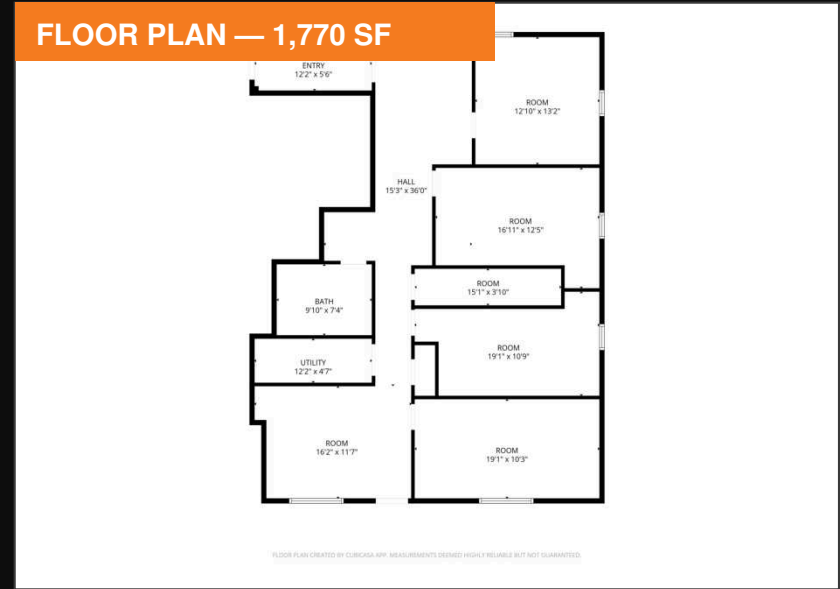 FLOOR PLAN — 1,770 SF
ENTRY
12'2" x 5'6"
ROOM
12'10" x 13'2"
HALL
15'3" x 36'0"
ROOM
16'11" x 12'5"
ROOM
15'1" x 3'10"
BATH
9'10" x 7'4"
ROOM
19'1" x 10'9"
UTILITY
12'2" x 4'7"
ROOM
16'2" x 11'7"
ROOM
19'1" x 10'3"
FLOOR PLAN CREATED BY CUBICASA APP. MEASUREMENTS DEEMED HIGHLY RELIABLE BUT NOT GUARANTEED.